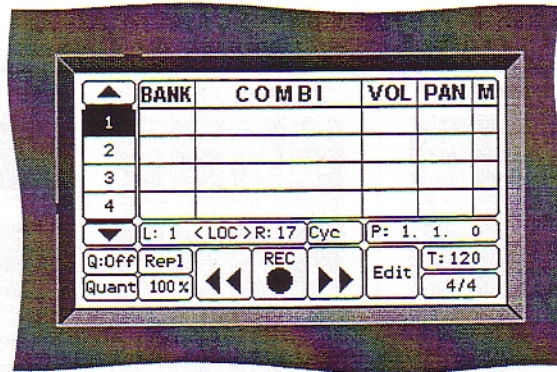 BANK COMBI VOL PAN M
1
2
3
4
L: 1 <LOC>R: 17 Cyc P: 1. 1. 0
Q:Off Repl REC Edit T: 120
Quant 100% 4/4